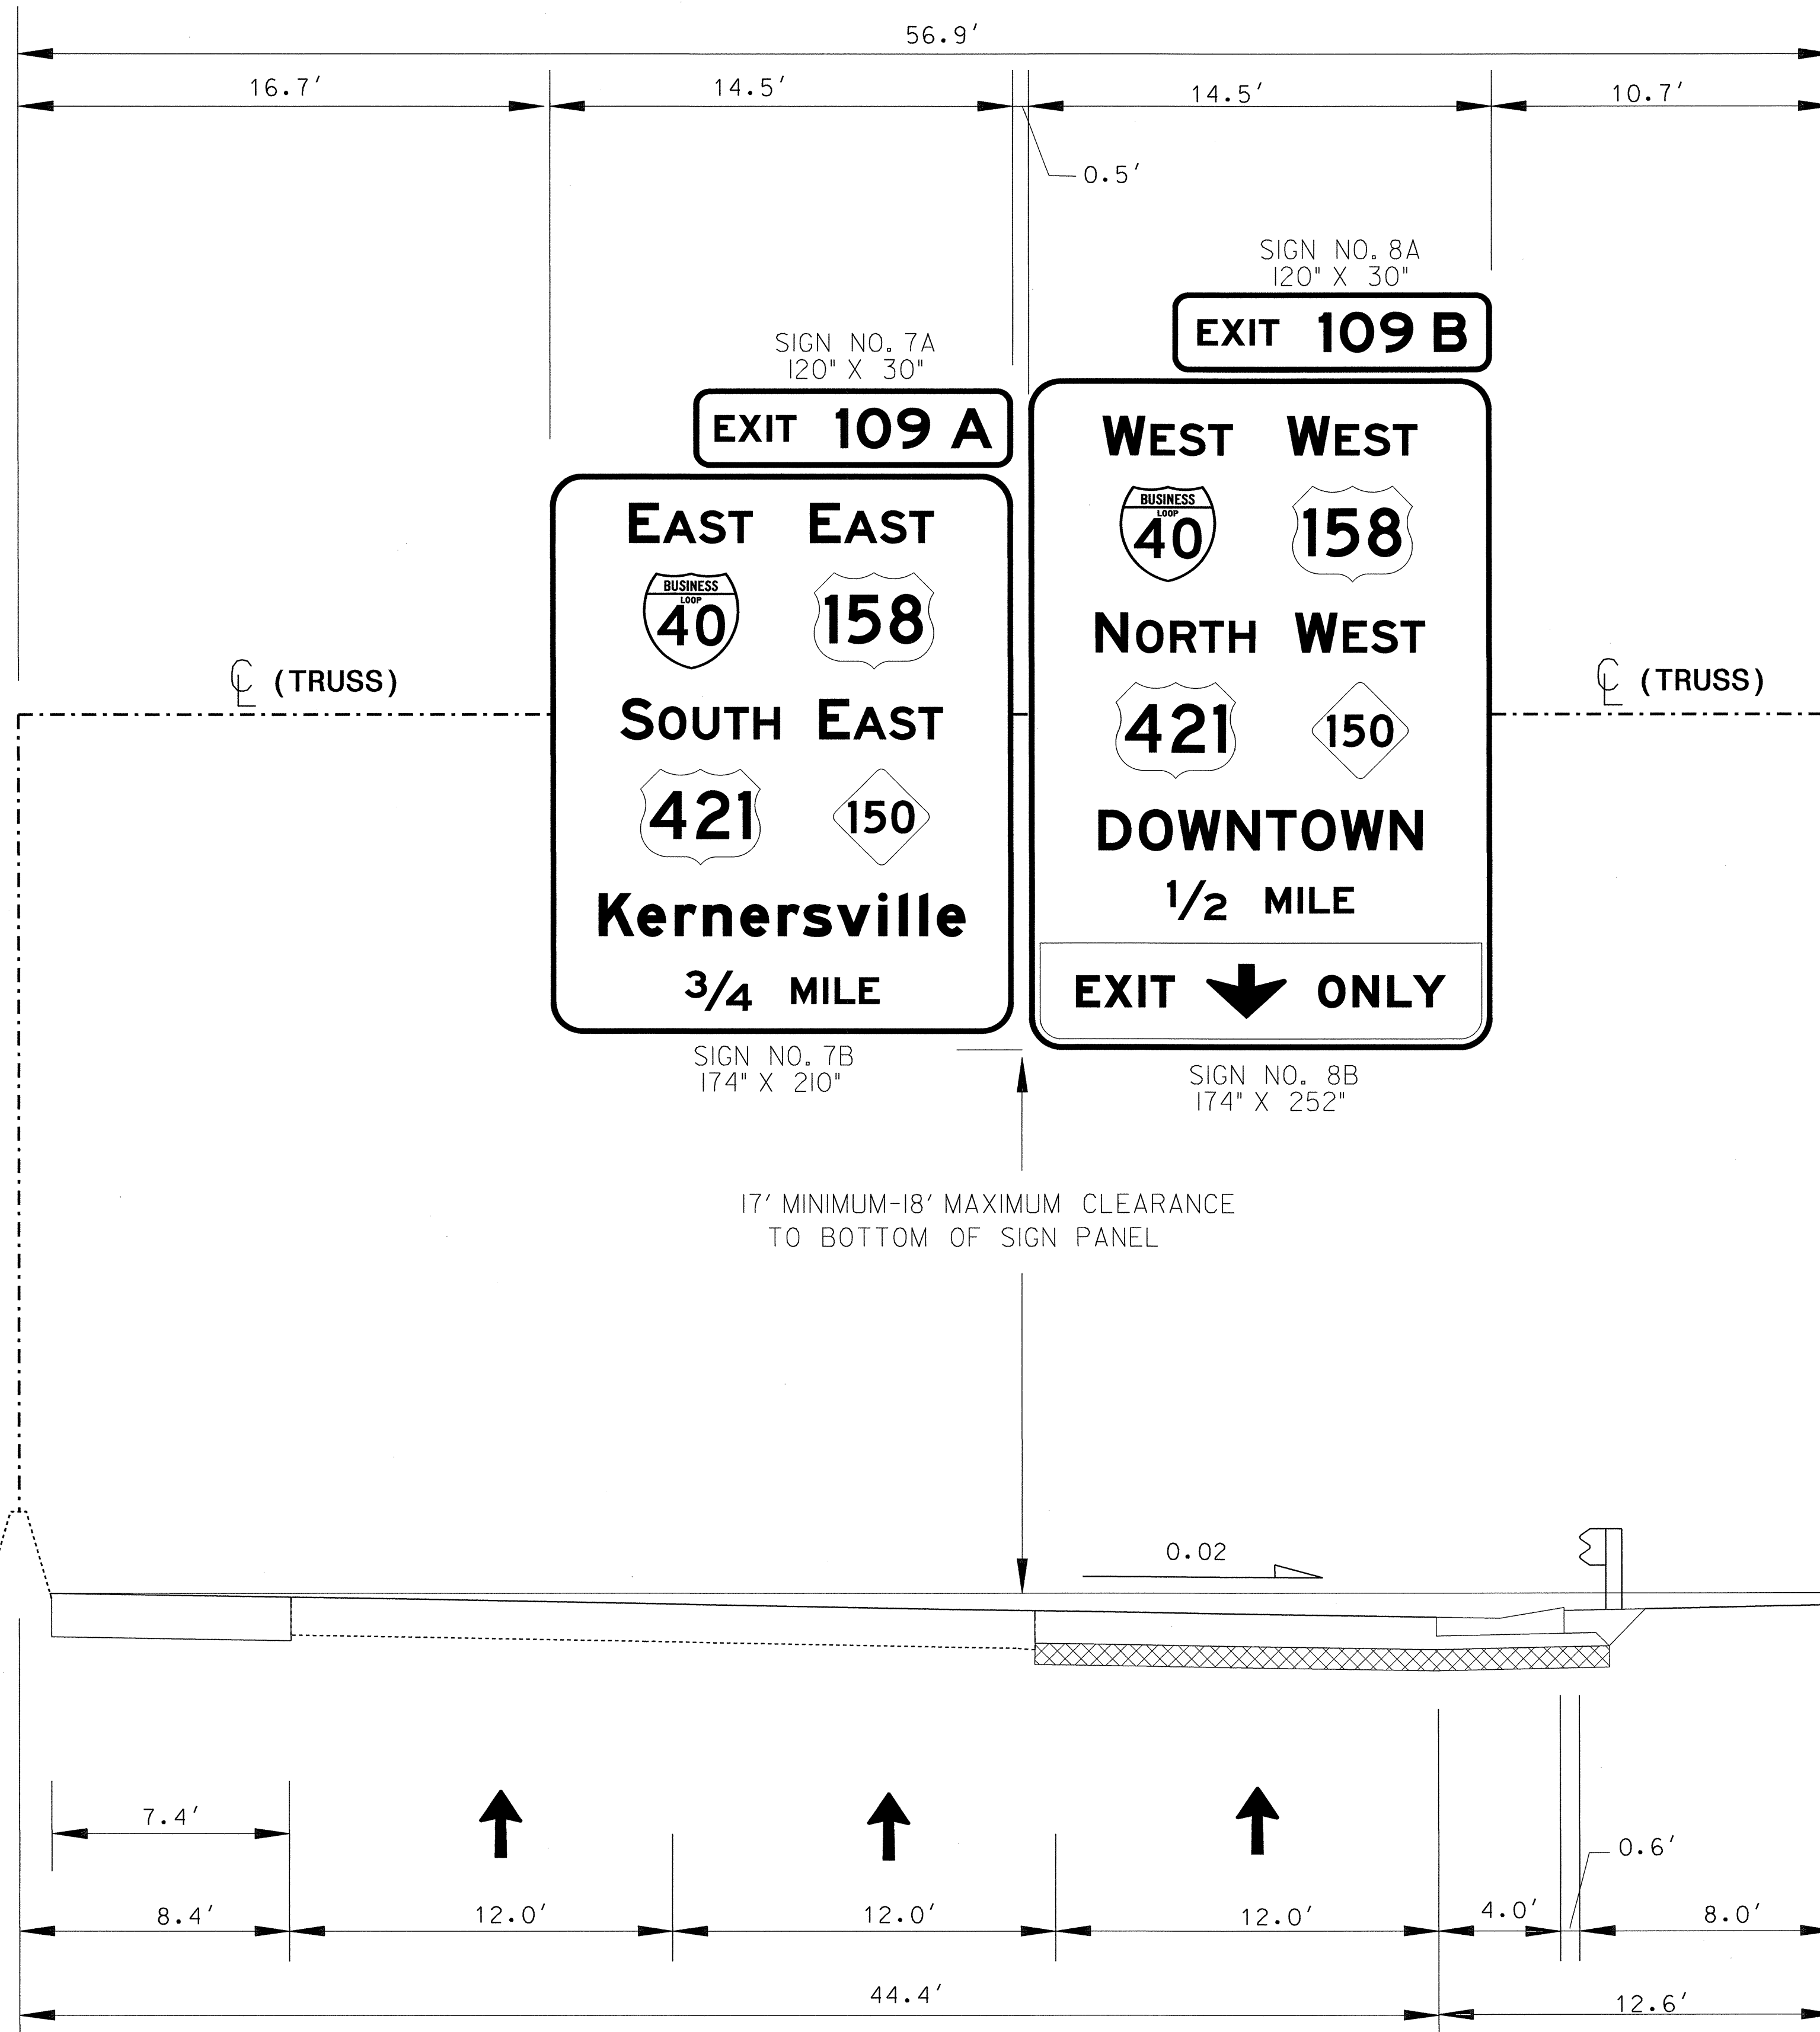 56.9'
16.7' 14.5' 14.5' 10.7'
0.5'
SIGN NO. 8A
120" X 30"
EXIT 109 B
SIGN NO. 7A
120" X 30"
EXIT 109 A
WEST WEST
BUSINESS
LOOP
40 158
NORTH WEST
421 150
DOWNTOWN
1/2 MILE
EXIT ONLY
EAST EAST
BUSINESS
LOOP
40 158
SOUTH EAST
421 150
Kernersville
3/4 MILE
℄ (TRUSS)
℄ (TRUSS)
SIGN NO. 7B
174" X 210"
SIGN NO. 8B
174" X 252"
17' MINIMUM-18' MAXIMUM CLEARANCE
TO BOTTOM OF SIGN PANEL
0.02
7.4'
0.6'
8.4' 12.0' 12.0' 12.0' 4.0' 8.0'
44.4' 12.6'